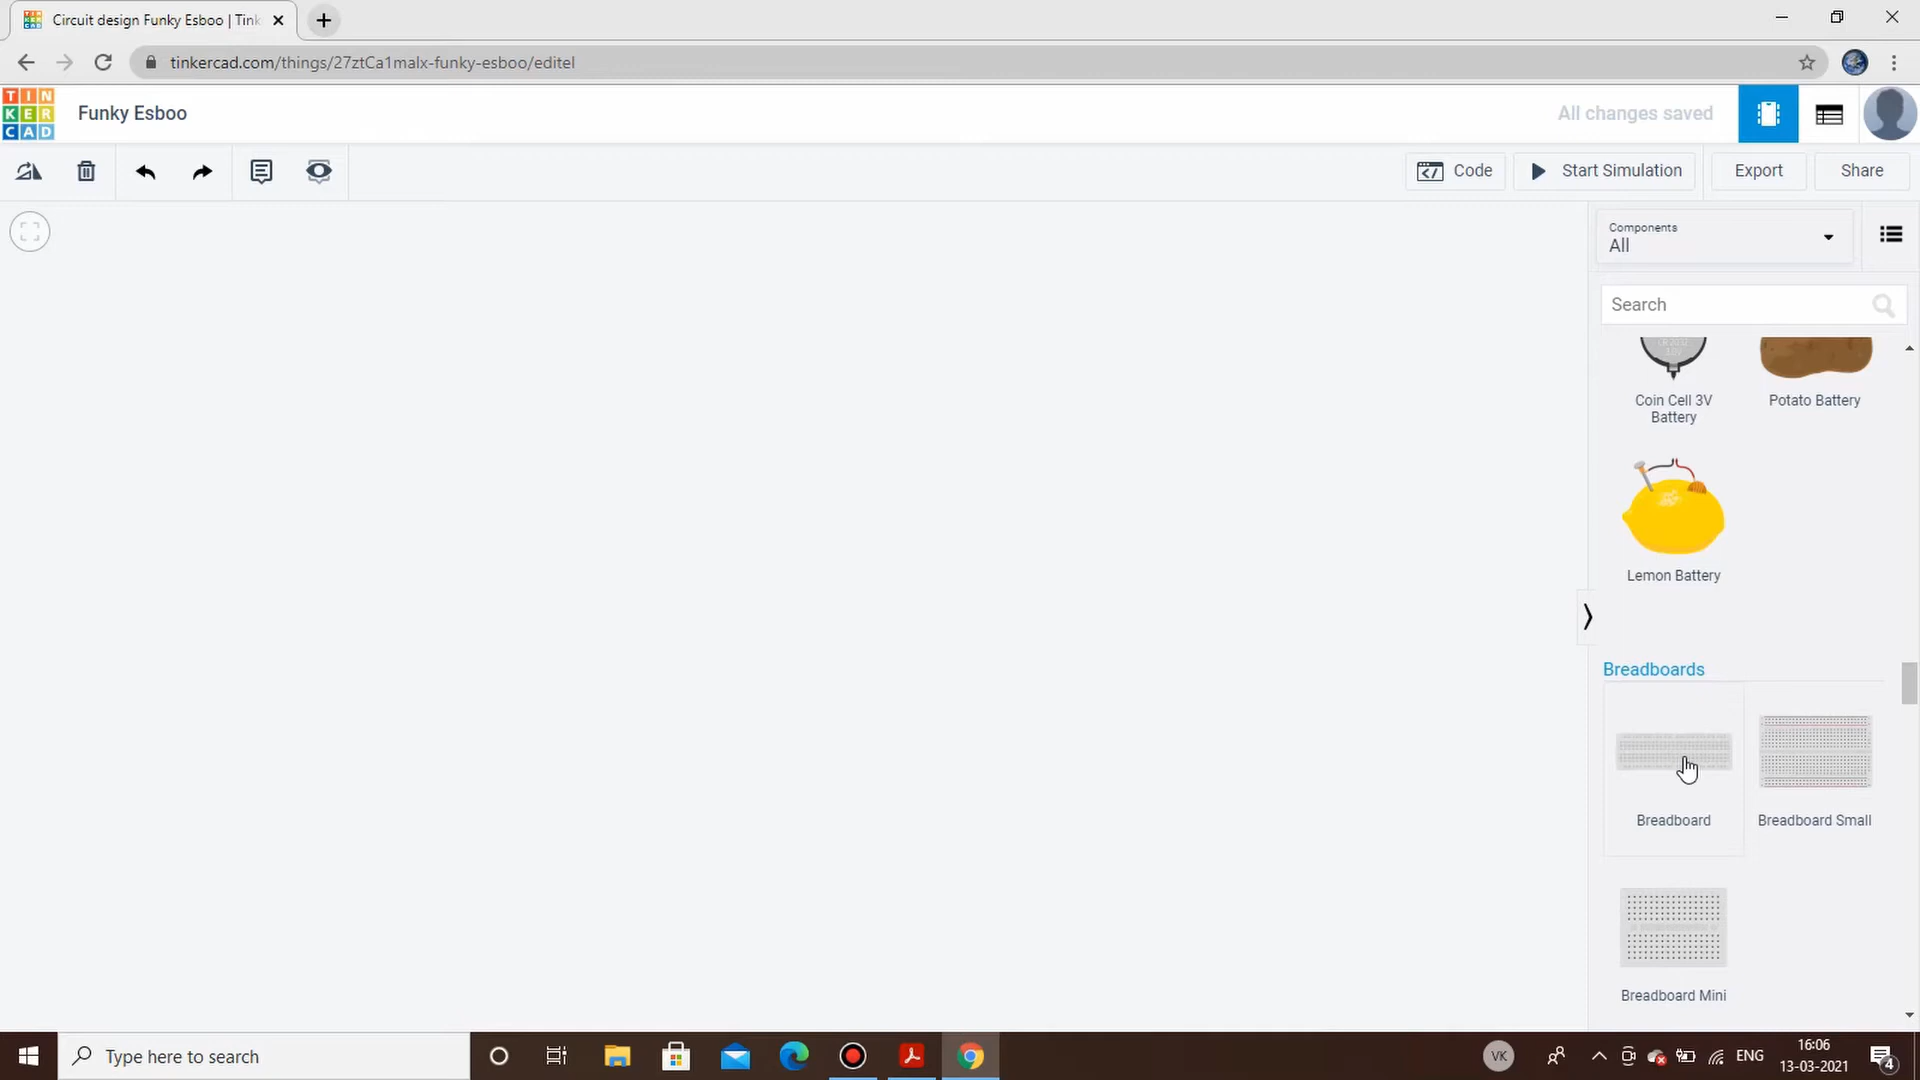 Circuit design Funky Esboo | Tink
tinkercad.com/things/27ztCa1malx-funky-esboo/editel
TIN
KER
CAD
Funky Esboo
All changes saved
Code
Start Simulation
Export
Share
Components
All
Search
Coin Cell 3V
Battery
Potato Battery
Lemon Battery
Breadboards
Breadboard
Breadboard Small
Breadboard Mini
Type here to search
VK
ENG
16:06
13-03-2021
4